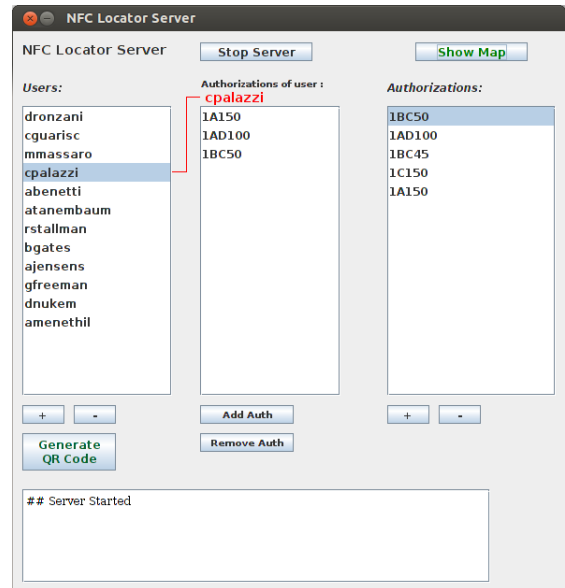 NFC Locator Server
NFC Locator Server
Stop Server
Show Map
Users:
dronzani
cguarisc
mmassaro
cpalazzi
abenetti
atanembaum
rstallman
bgates
ajensens
gfreeman
dnukem
amenethil
+ -
Generate
QR Code
Authorizations of user :
cpalazzi
1A150
1AD100
1BC50
Add Auth
Remove Auth
Authorizations:
1BC50
1AD100
1BC45
1C150
1A150
+ -
## Server Started